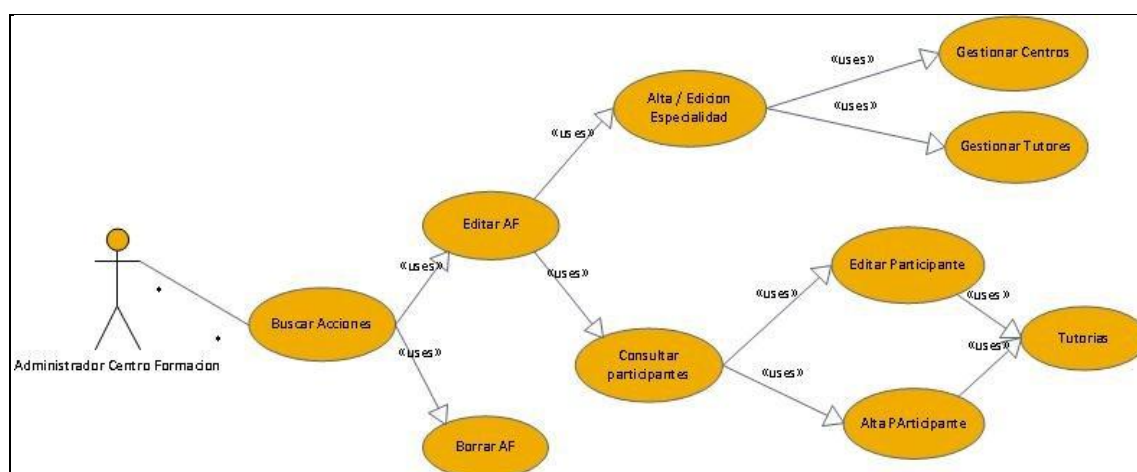 Gestionar Centros
«uses»
Alta / Edicion
Especialidad
«uses»
«uses»
Gestionar Tutores
Editar AF
«uses»
«uses»
Editar Participante
«uses»
«uses»
Buscar Acciones
«uses»
Tutorias
«uses»
«uses»
Administrador Centro Formacion
Consultar
participantes
«uses»
Alta PArticipante
Borrar AF